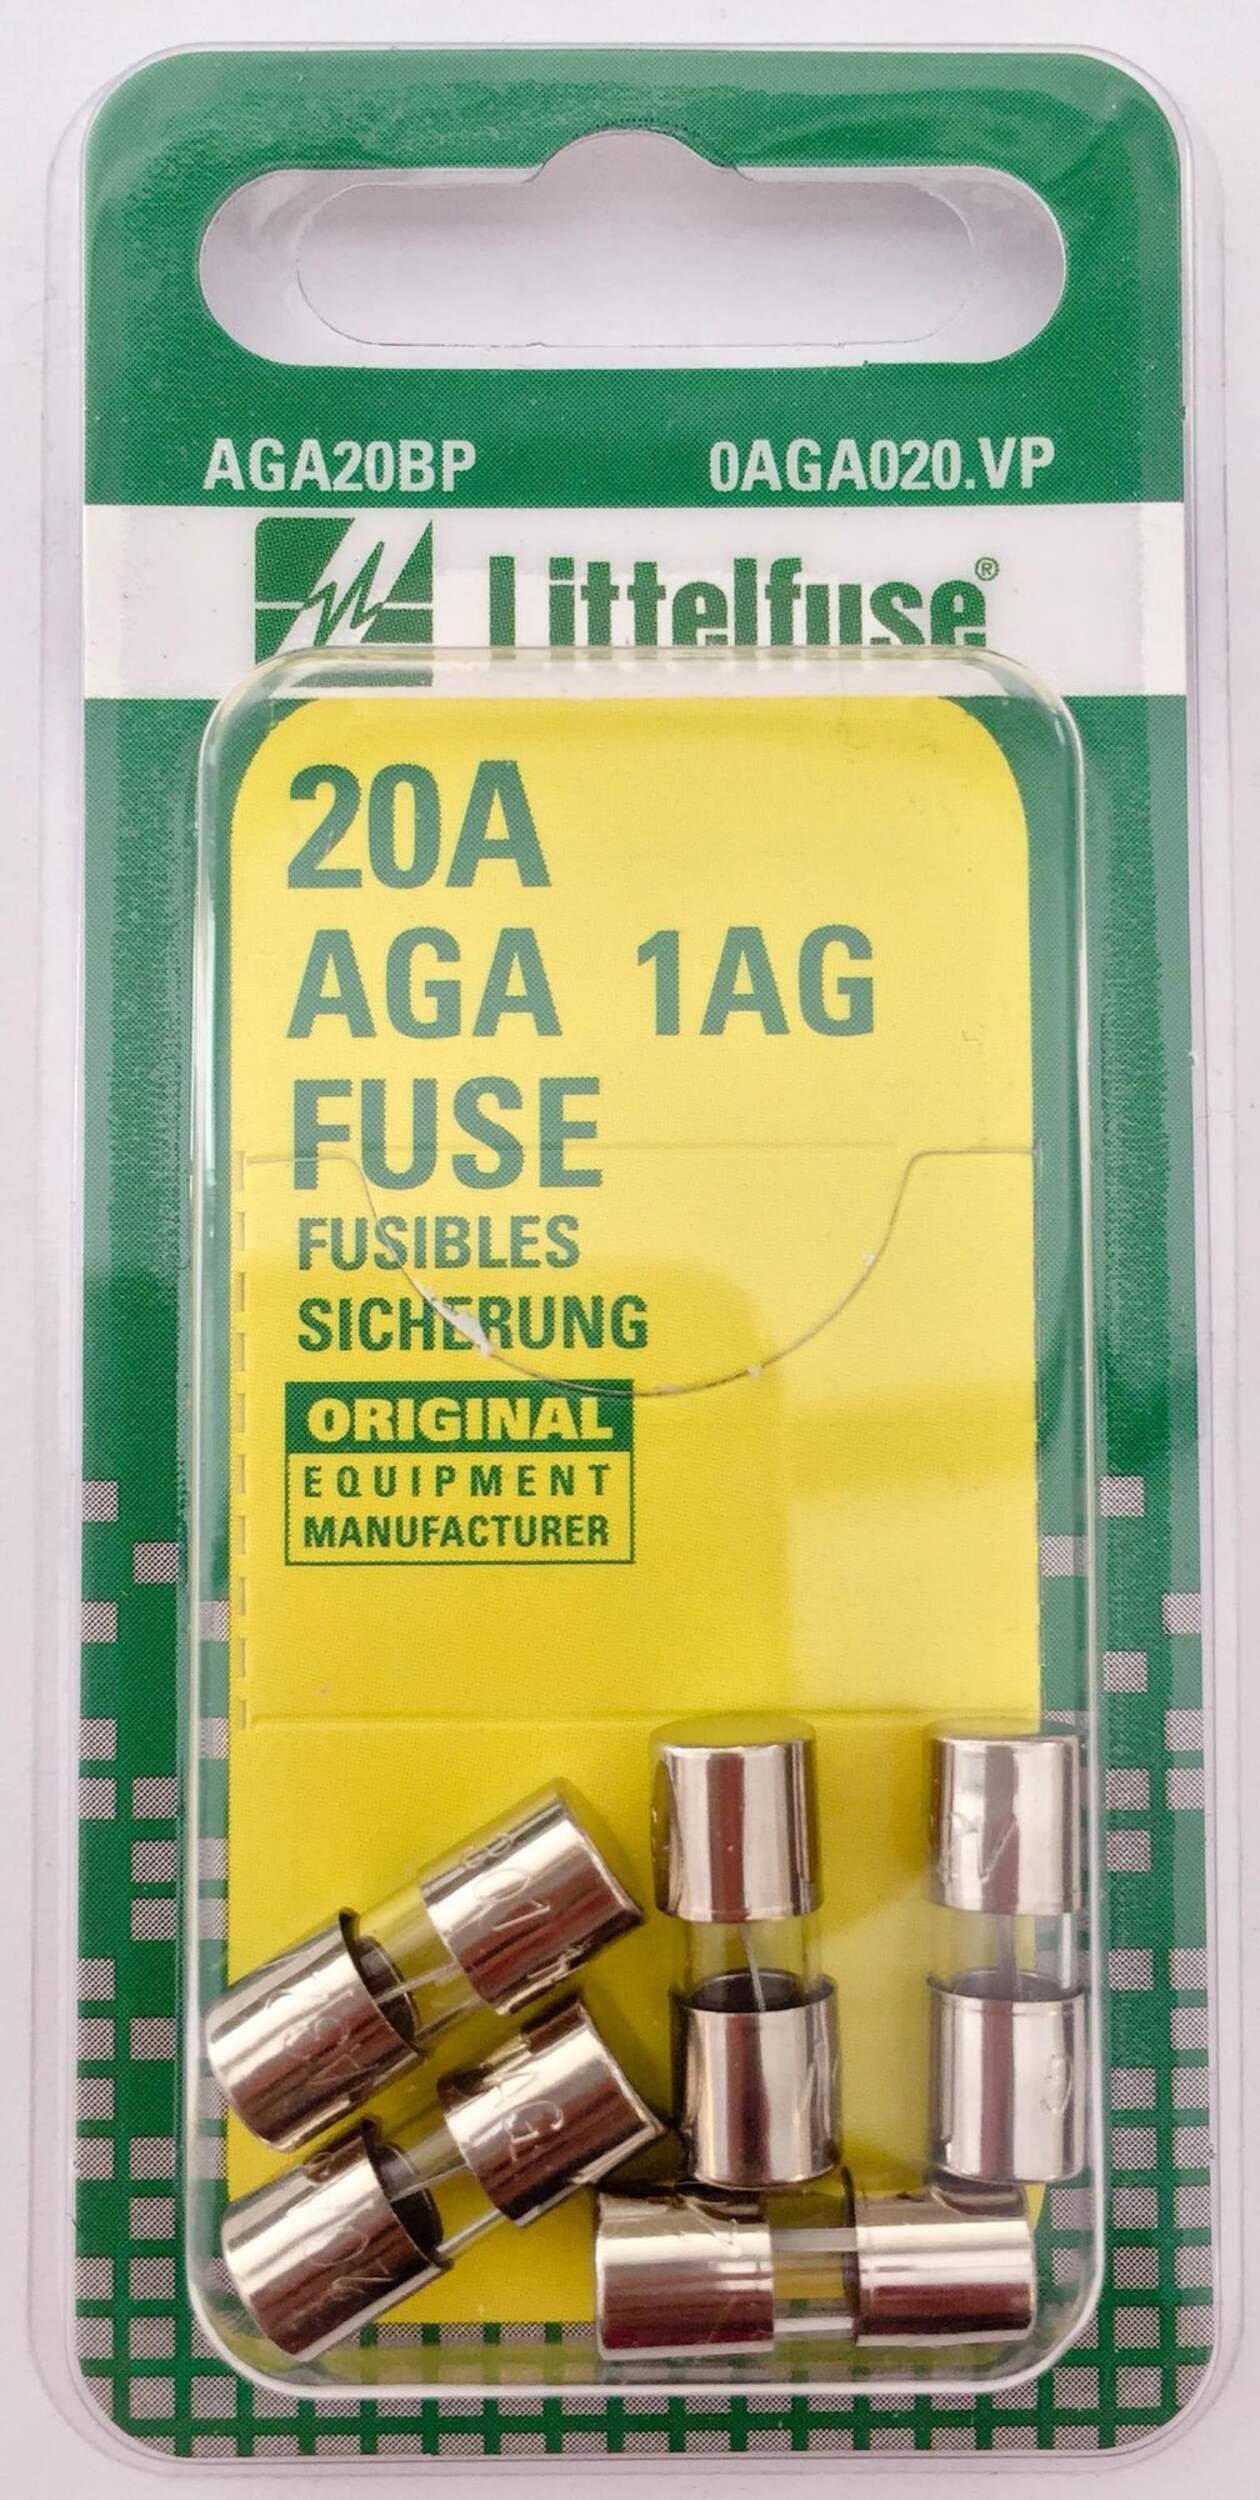 AGA20BP 0AGA020.VP
Littelfuse®
20A
AGA 1AG
FUSE
FUSIBLES
SICHERUNG
ORIGINAL
EQUIPMENT
MANUFACTURER